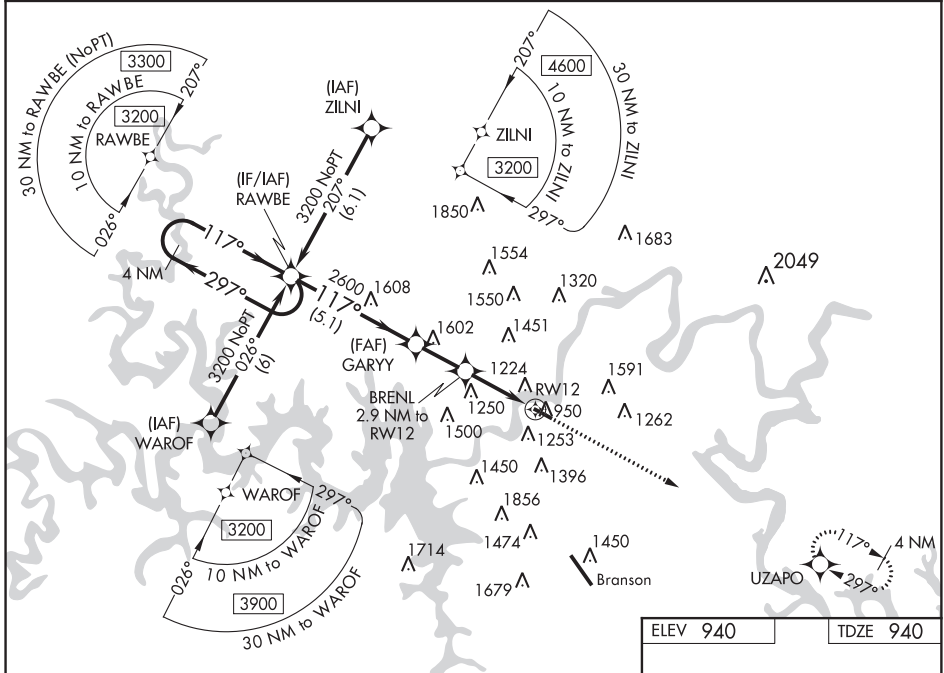 30 NM to RAWBE (NoPT)
3300
207°
10 NM to RAWBE
3200
RAWBE
026°
(IAF)
ZILNI
3200 NoPT
207°
(6.1)
(IF/IAF)
RAWBE
207°
4600
30 NM to ZILNI
10 NM to ZILNI
ZILNI
3200
297°
1850
1683
1554
2049
1550
1320
117°
4 NM
297°
2600
117°
(5.1)
1608
1602
1451
(FAF)
GARYY
3200 NoPT
026°
(6)
(IAF)
WAROF
BRENL
2.9 NM to
RW12
1224
RW12
950
1591
1262
1250
1500
1253
1396
1450
1856
1474
1714
1679
1450
Branson
WAROF
297°
3200
10 NM to WAROF
026°
3900
30 NM to WAROF
117°
4 NM
UZAPO
297°
ELEV 940
TDZE 940